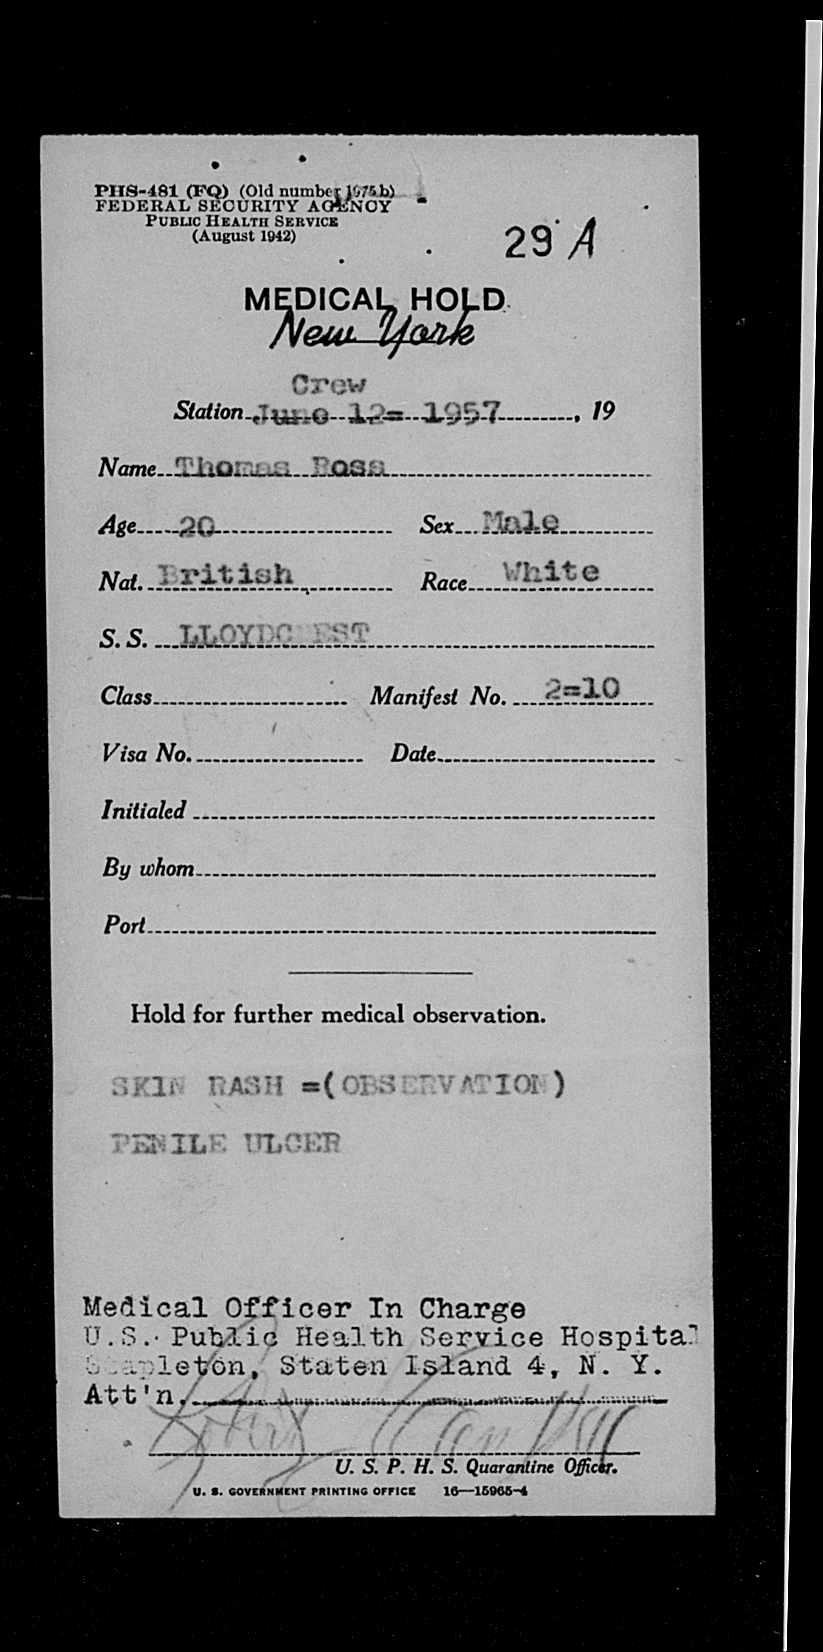 PHS-481 (FQ) (Old number 1975b)
FEDERAL SECURITY AGENCY
PUBLIC HEALTH SERVICE
(August 1942)
29 A
MEDICAL HOLD
New York
Crew
Station June 12= 1957, 19
Name Thomas Ross
Age 20 Sex Male
Nat. British Race White
S. S. LLOYDCREST
Class Manifest No. 2=10
Visa No. Date
Initialed
By whom
Port
Hold for further medical observation.
SK1N RASH =(OBSERVATION)
PENILE ULCER
Medical Officer In Charge
U.S. Public Health Service Hospital
Stapleton, Staten Island 4, N. Y.
Att'n.
U. S. P. H. S. Quarantine Officer.
U. S. GOVERNMENT PRINTING OFFICE 16—15965-4